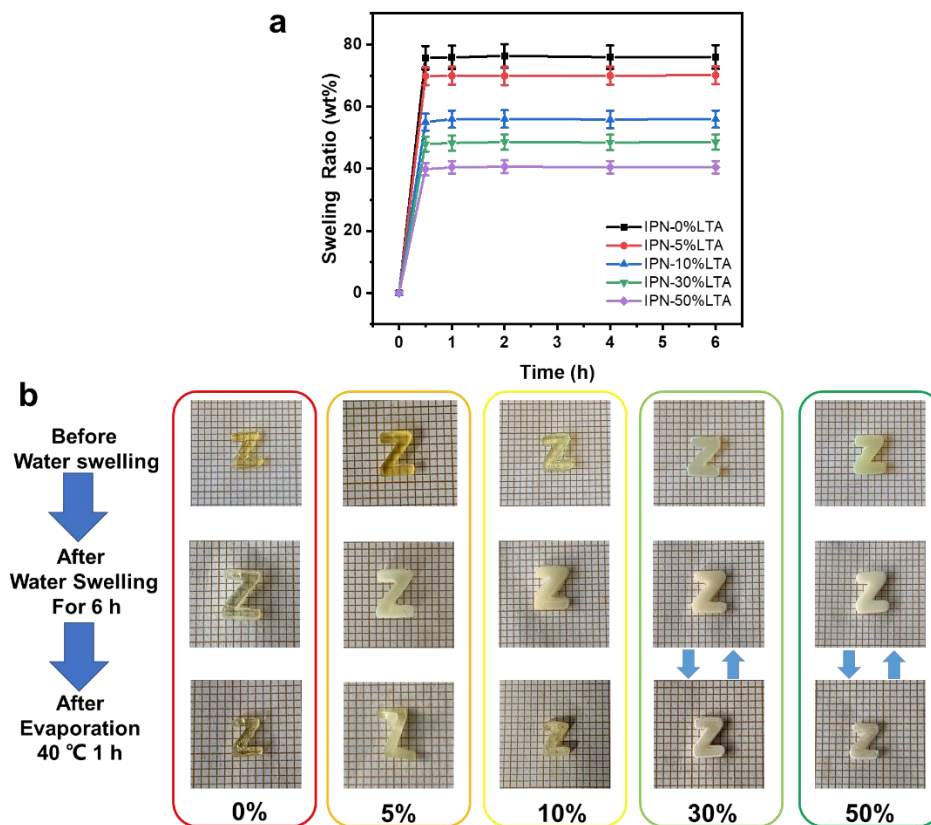 a
Sweling Ratio (wt%)
80
60
40
20
0
IPN-0%LTA
IPN-5%LTA
IPN-10%LTA
IPN-30%LTA
IPN-50%LTA
0 1 2 3 4 5 6
Time (h)
b
Before
Water swelling
After
Water Swelling
For 6 h
After
Evaporation
40 ℃ 1 h
Z Z Z Z Z
Z Z Z Z Z
Z Z Z Z Z
0% 5% 10% 30% 50%